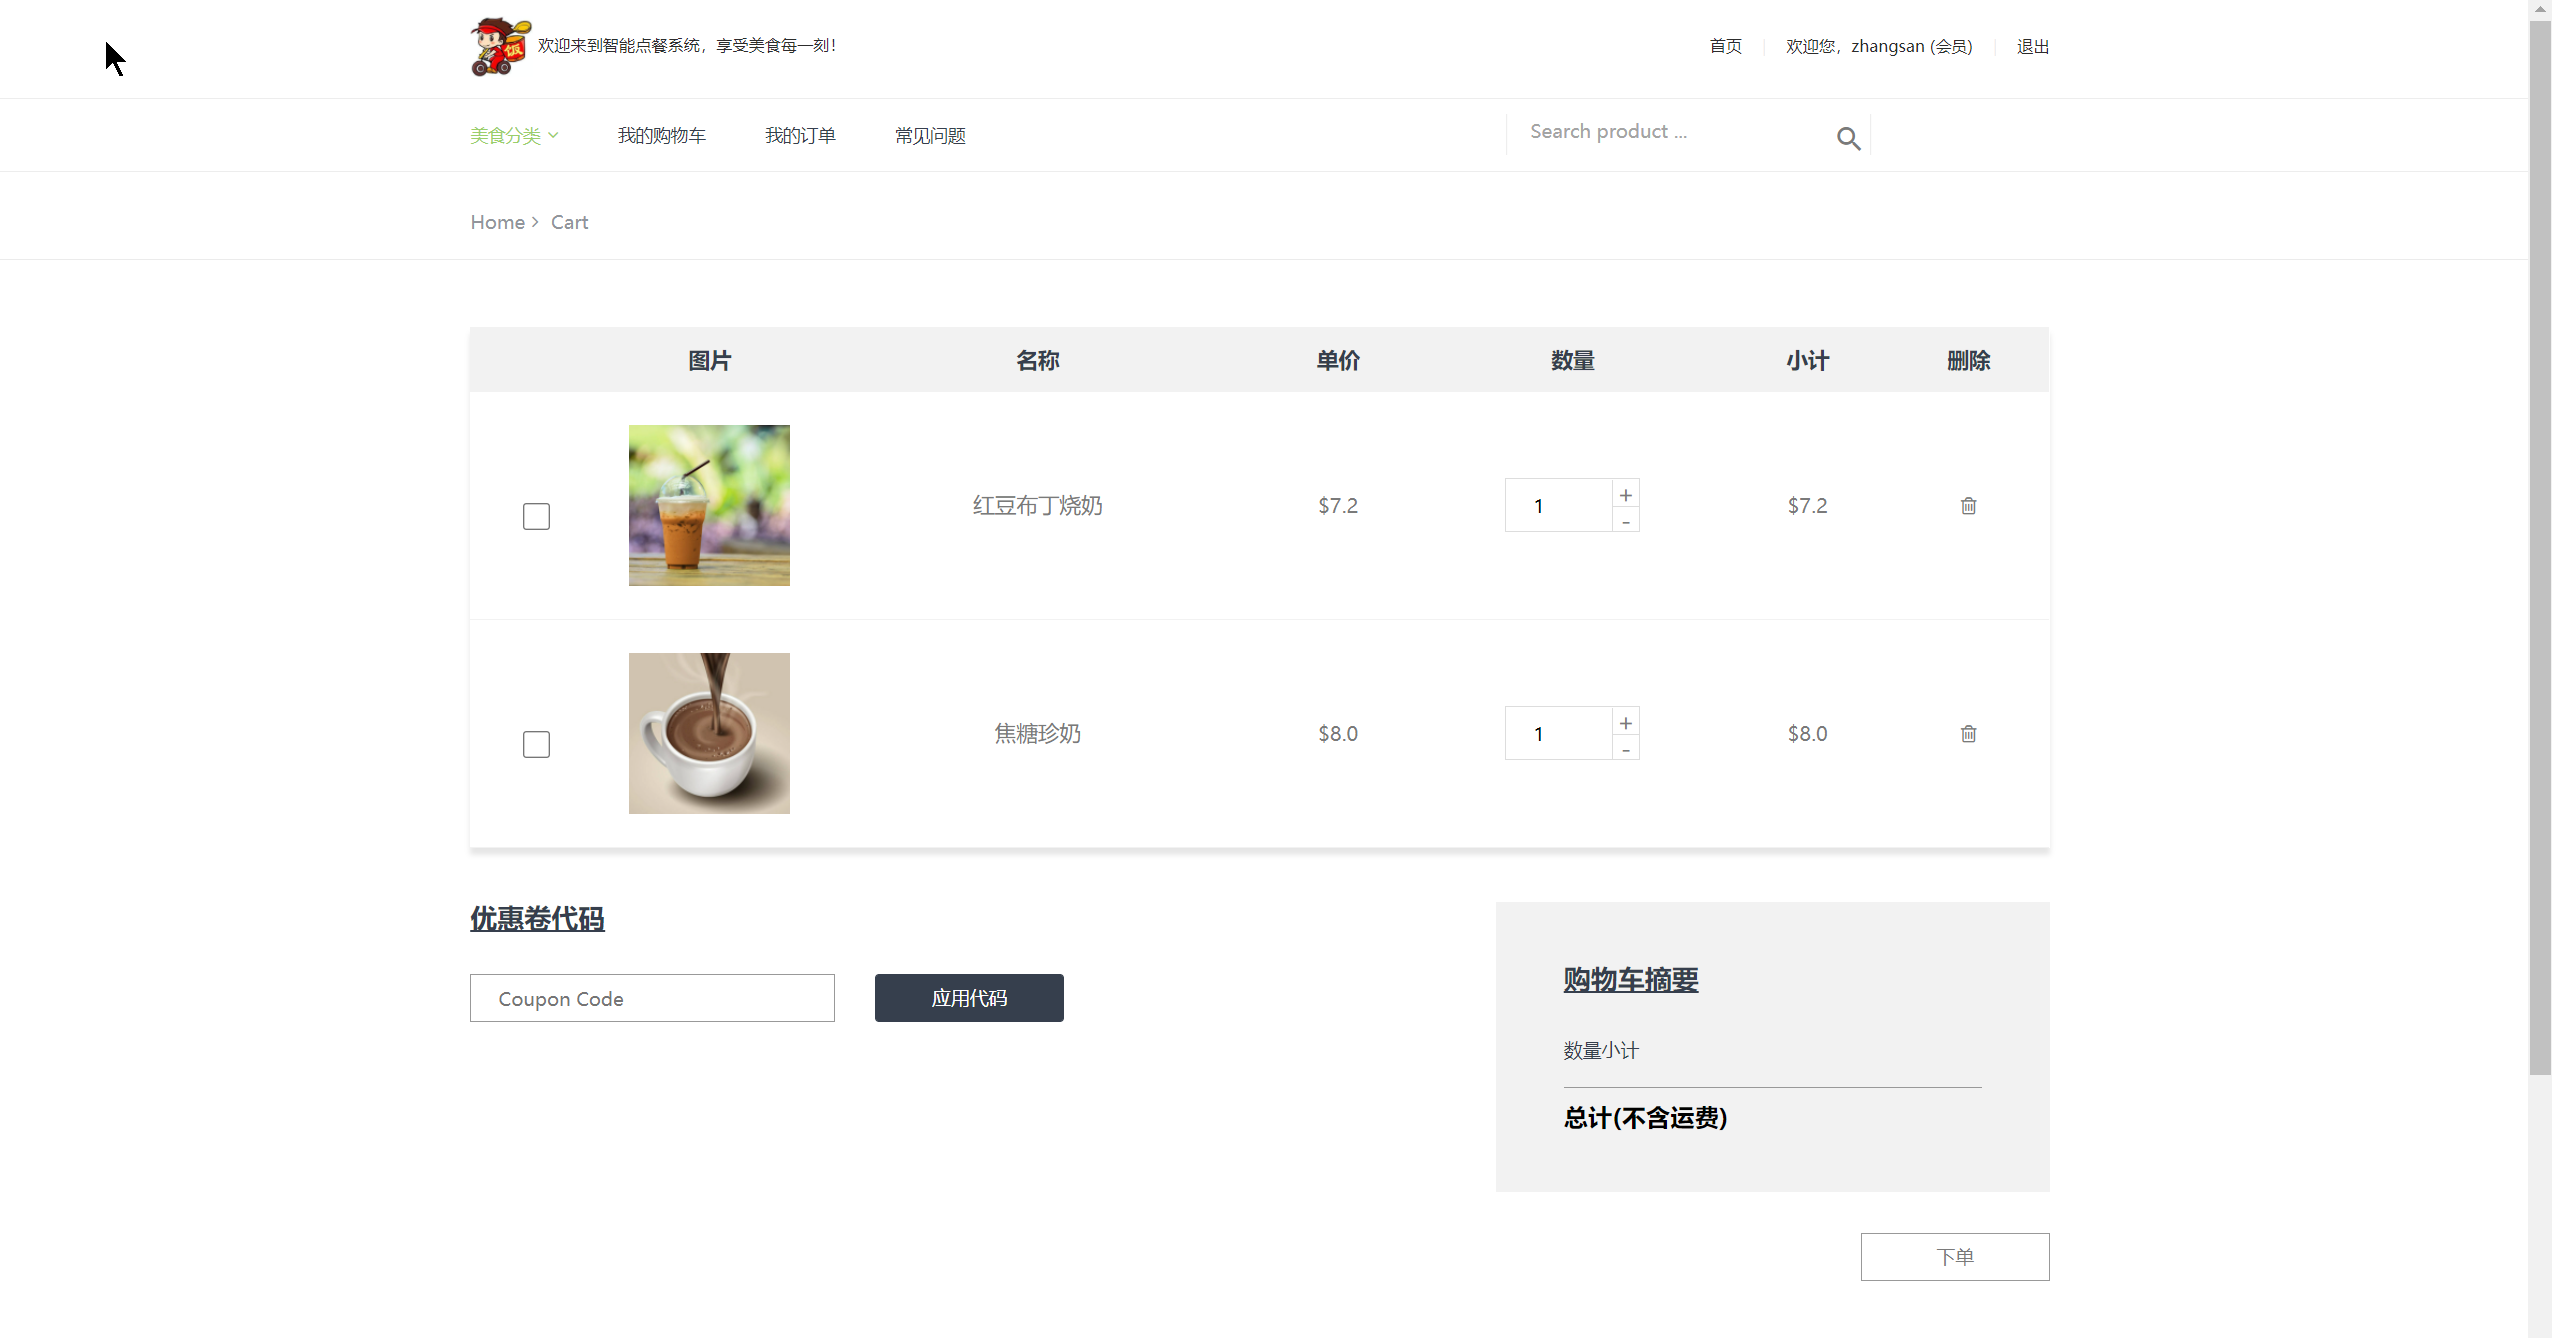 饭 欢迎来到智能点餐系统，享受美食每一刻！ 首页 欢迎您，zhangsan (会员) 退出
美食分类 我的购物车 我的订单 常见问题 Search product ...
Home Cart
图片 名称 单价 数量 小计 删除
红豆布丁烧奶 $7.2 1 + - $7.2
焦糖珍奶 $8.0 1 + - $8.0
优惠卷代码
Coupon Code 应用代码
购物车摘要
数量小计
总计(不含运费)
下单